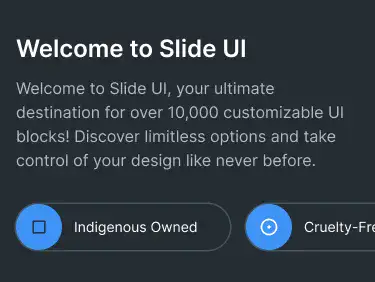 Welcome to Slide UI
Welcome to Slide UI, your ultimate
destination for over 10,000 customizable UI
blocks! Discover limitless options and take
control of your design like never before.
Indigenous Owned
Cruelty-Fre